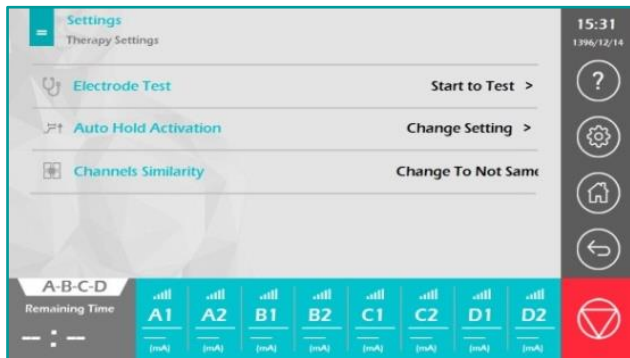 Settings
Therapy Settings
Electrode Test Start to Test >
Auto Hold Activation Change Setting >
Channels Similarity Change To Not Same
15:31
1396/12/14
?
A-B-C-D
Remaining Time
-- : --
A1 A2 B1 B2 C1 C2 D1 D2
(mA) (mA) (mA) (mA) (mA) (mA) (mA) (mA)